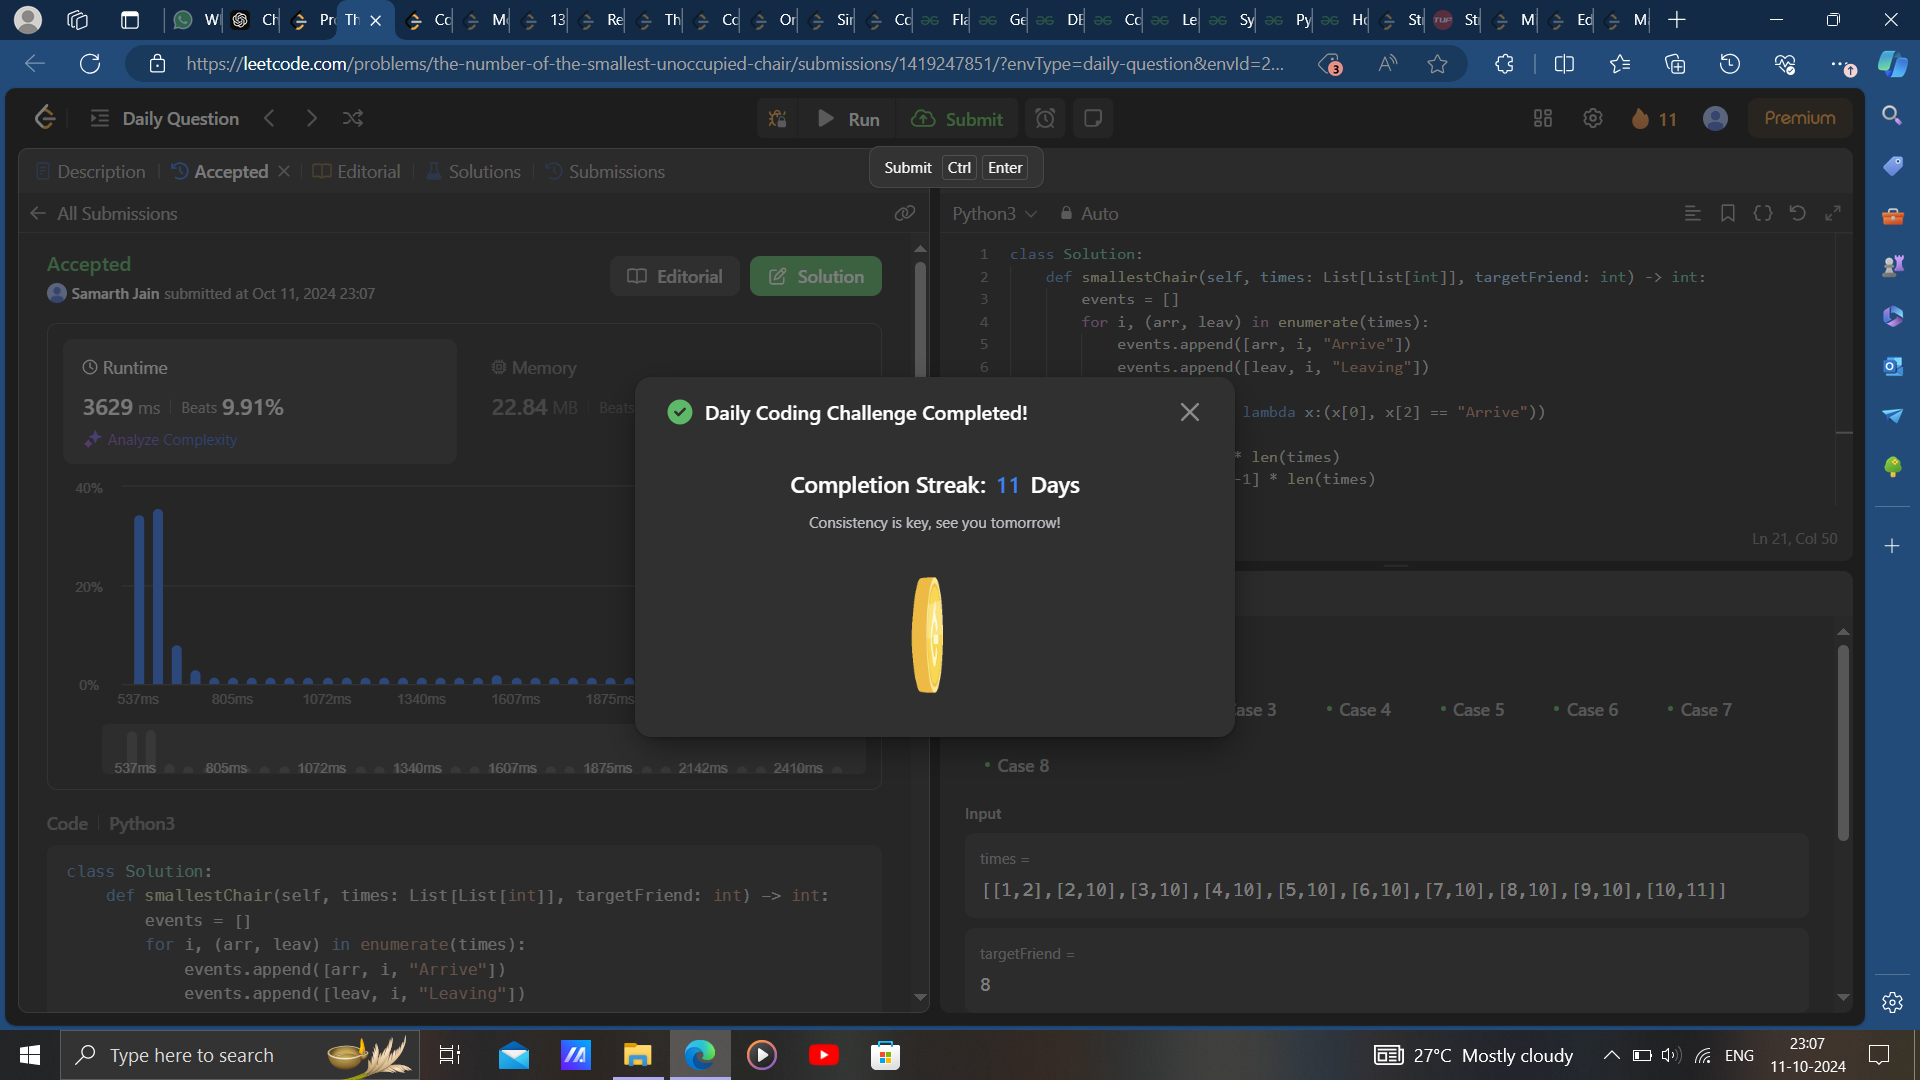 W
Ch
Pr
Th
Co
M
13
Re
Th
Co
Or
Sir
Co
Fla
Ge
DE
Co
Le
Sy
Py
Ho
St
TUF
St
M
Ed
M
https://leetcode.com/problems/the-number-of-the-smallest-unoccupied-chair/submissions/1419247851/?envType=daily-question&envId=2...
3
Daily Question
Run
Submit
11
Premium
Description
Accepted
Editorial
Solutions
Submissions
Submit Ctrl Enter
All Submissions
Python3
Auto
Accepted
Samarth Jain submitted at Oct 11, 2024 23:07
Editorial
Solution
1 class Solution:
2 def smallestChair(self, times: List[List[int]], targetFriend: int) -> int:
3 events = []
4 for i, (arr, leav) in enumerate(times):
5 events.append([arr, i, "Arrive"])
6 events.append([leav, i, "Leaving"])
lambda x:(x[0], x[2] == "Arrive"))
* len(times)
-1] * len(times)
Ln 21, Col 50
Runtime
3629 ms Beats 9.91%
Analyze Complexity
Memory
22.84 MB Beats
40%
20%
0%
537ms 805ms 1072ms 1340ms 1607ms 1875ms
537ms 805ms 1072ms 1340ms 1607ms 1875ms 2142ms 2410ms
Daily Coding Challenge Completed!
Completion Streak: 11 Days
Consistency is key, see you tomorrow!
Code Python3
class Solution:
def smallestChair(self, times: List[List[int]], targetFriend: int) -> int:
events = []
for i, (arr, leav) in enumerate(times):
events.append([arr, i, "Arrive"])
events.append([leav, i, "Leaving"])
Case 3
Case 4
Case 5
Case 6
Case 7
Case 8
Input
times =
[[1,2],[2,10],[3,10],[4,10],[5,10],[6,10],[7,10],[8,10],[9,10],[10,11]]
targetFriend =
8
Type here to search
27°C Mostly cloudy
ENG
23:07
11-10-2024